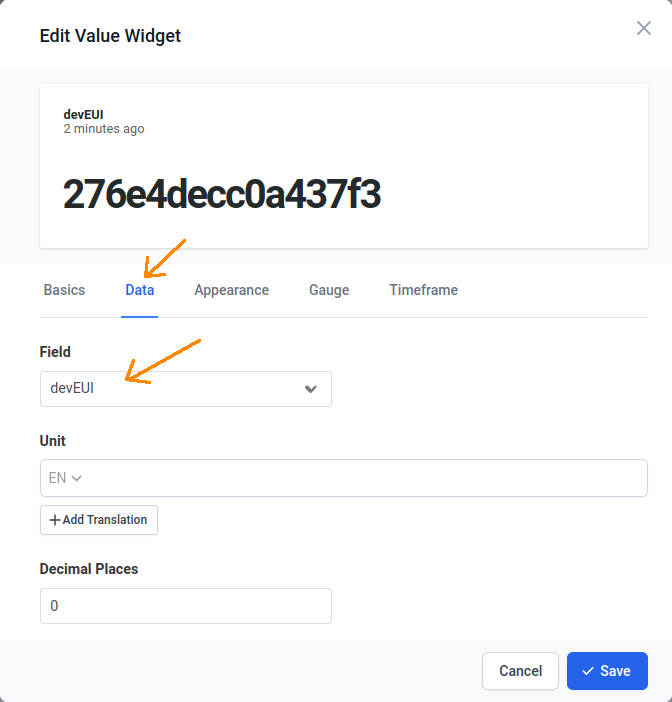 Edit Value Widget
devEUI
2 minutes ago
276e4decc0a437f3
Basics Data Appearance Gauge Timeframe
Field
devEUI
Unit
EN
+Add Translation
Decimal Places
0
Cancel Save